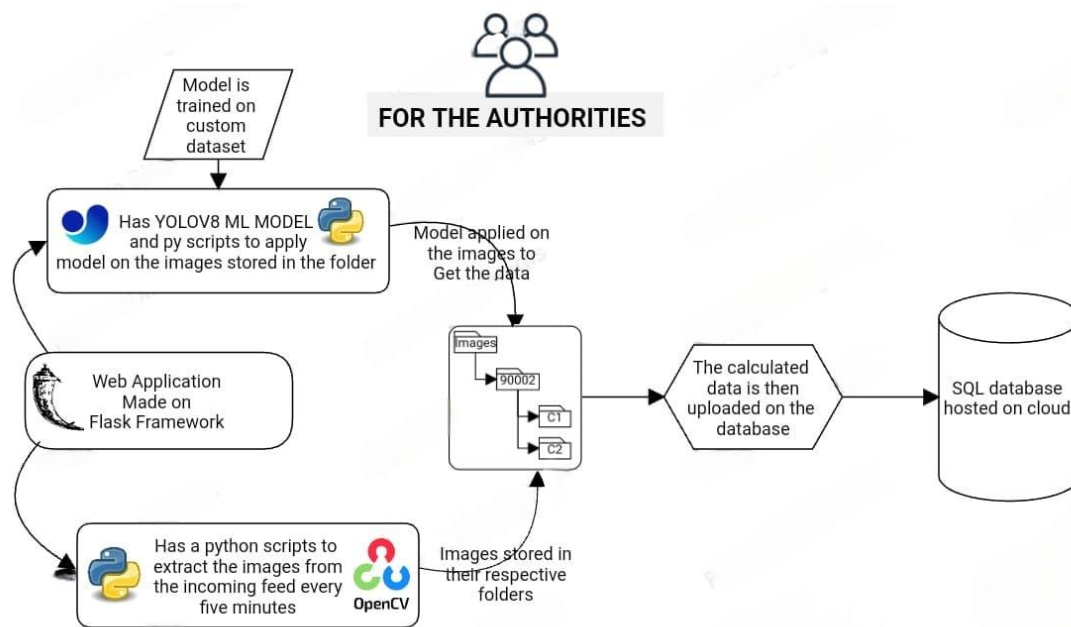 FOR THE AUTHORITIES
Model is
trained on
custom
dataset
Has YOLOV8 ML MODEL
and py scripts to apply
model on the images stored in the folder
Model applied on
the images to
Get the data
Web Application
Made on
Flask Framework
Images
90002
C1
C2
The calculated
data is then
uploaded on the
database
SQL database
hosted on cloud
Has a python scripts to
extract the images from
the incoming feed every
five minutes
OpenCV
Images stored in
their respective
folders